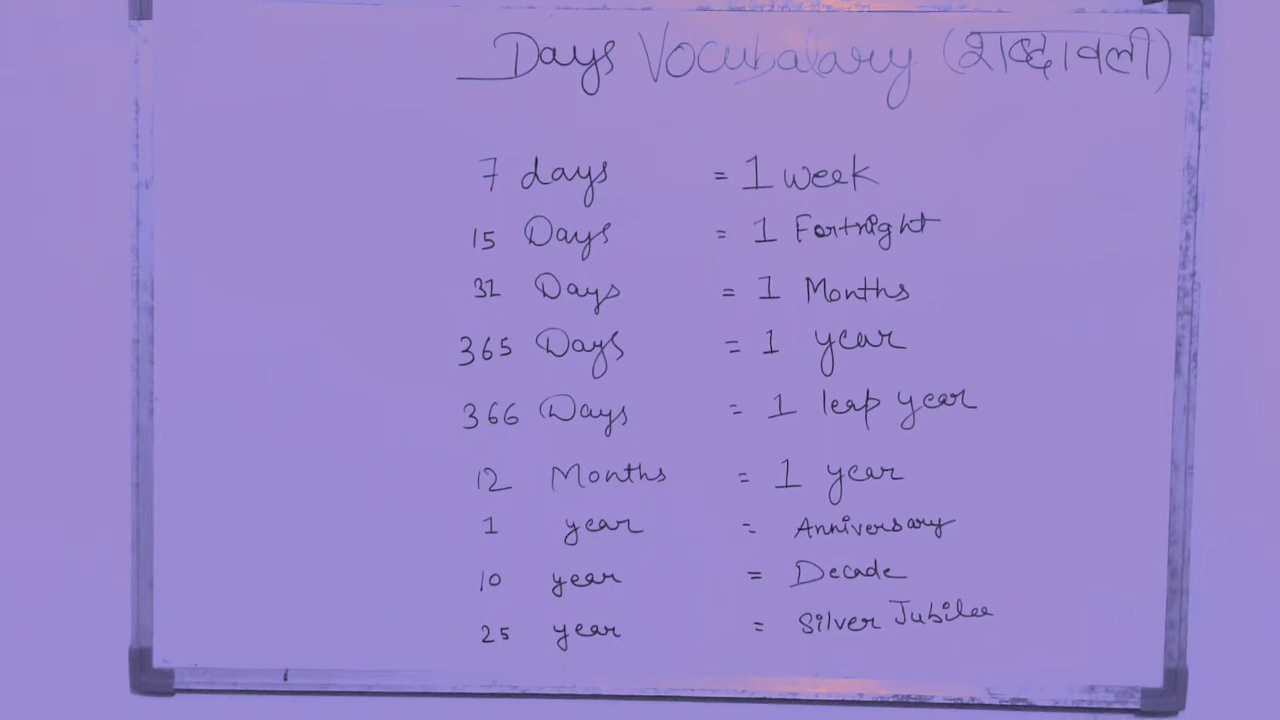 Days Vocubalary (शब्दावली)
7 days = 1 week
15 Days = 1 Fortnight
31 Days = 1 Months
365 Days = 1 year
366 Days = 1 leap year
12 Months = 1 year
1 year = Anniversary
10 year = Decade
25 year = Silver Jubilee